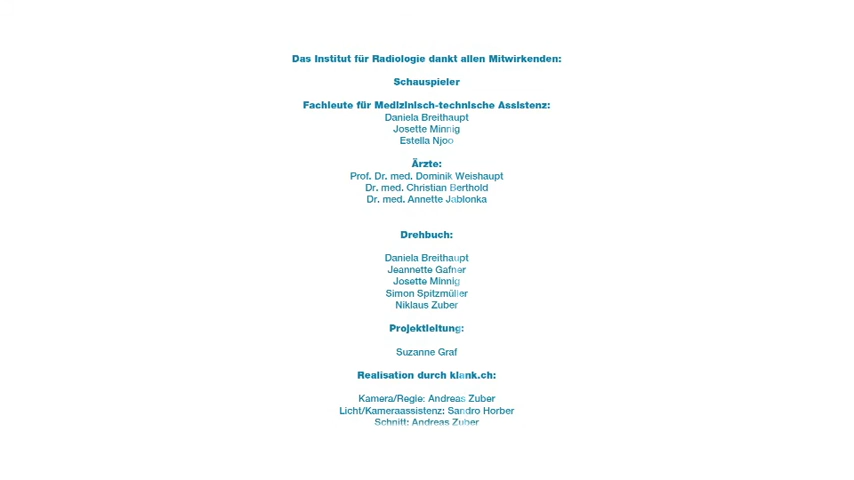 Das Institut für Radiologie dankt allen Mitwirkenden:
Schauspieler
Fachleute für Medizinisch-technische Assistenz:
Daniela Breithaupt
Josette Minnig
Estella Njoo
Ärzte:
Prof. Dr. med. Dominik Weishaupt
Dr. med. Christian Berthold
Dr. med. Annette Jablonka
Drehbuch:
Daniela Breithaupt
Jeannette Gafner
Josette Minnig
Simon Spitzmüller
Niklaus Zuber
Projektleitung:
Suzanne Graf
Realisation durch klank.ch:
Kamera/Regie: Andreas Zuber
Licht/Kameraassistenz: Sandro Horber
Schnitt: Andreas Zuber